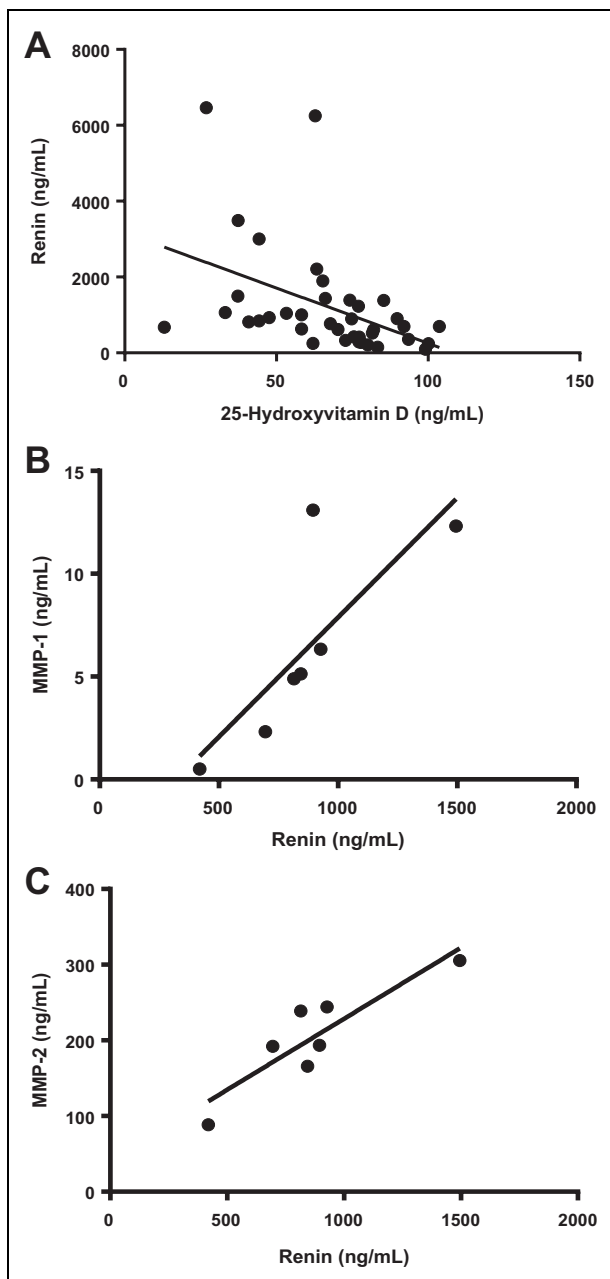 A
8000
6000
4000
2000
0
Renin (ng/mL)
0 50 100 150
25-Hydroxyvitamin D (ng/mL)
B
15
10
5
0
MMP-1 (ng/mL)
0 500 1000 1500 2000
Renin (ng/mL)
C
400
300
200
100
0
MMP-2 (ng/mL)
0 500 1000 1500 2000
Renin (ng/mL)